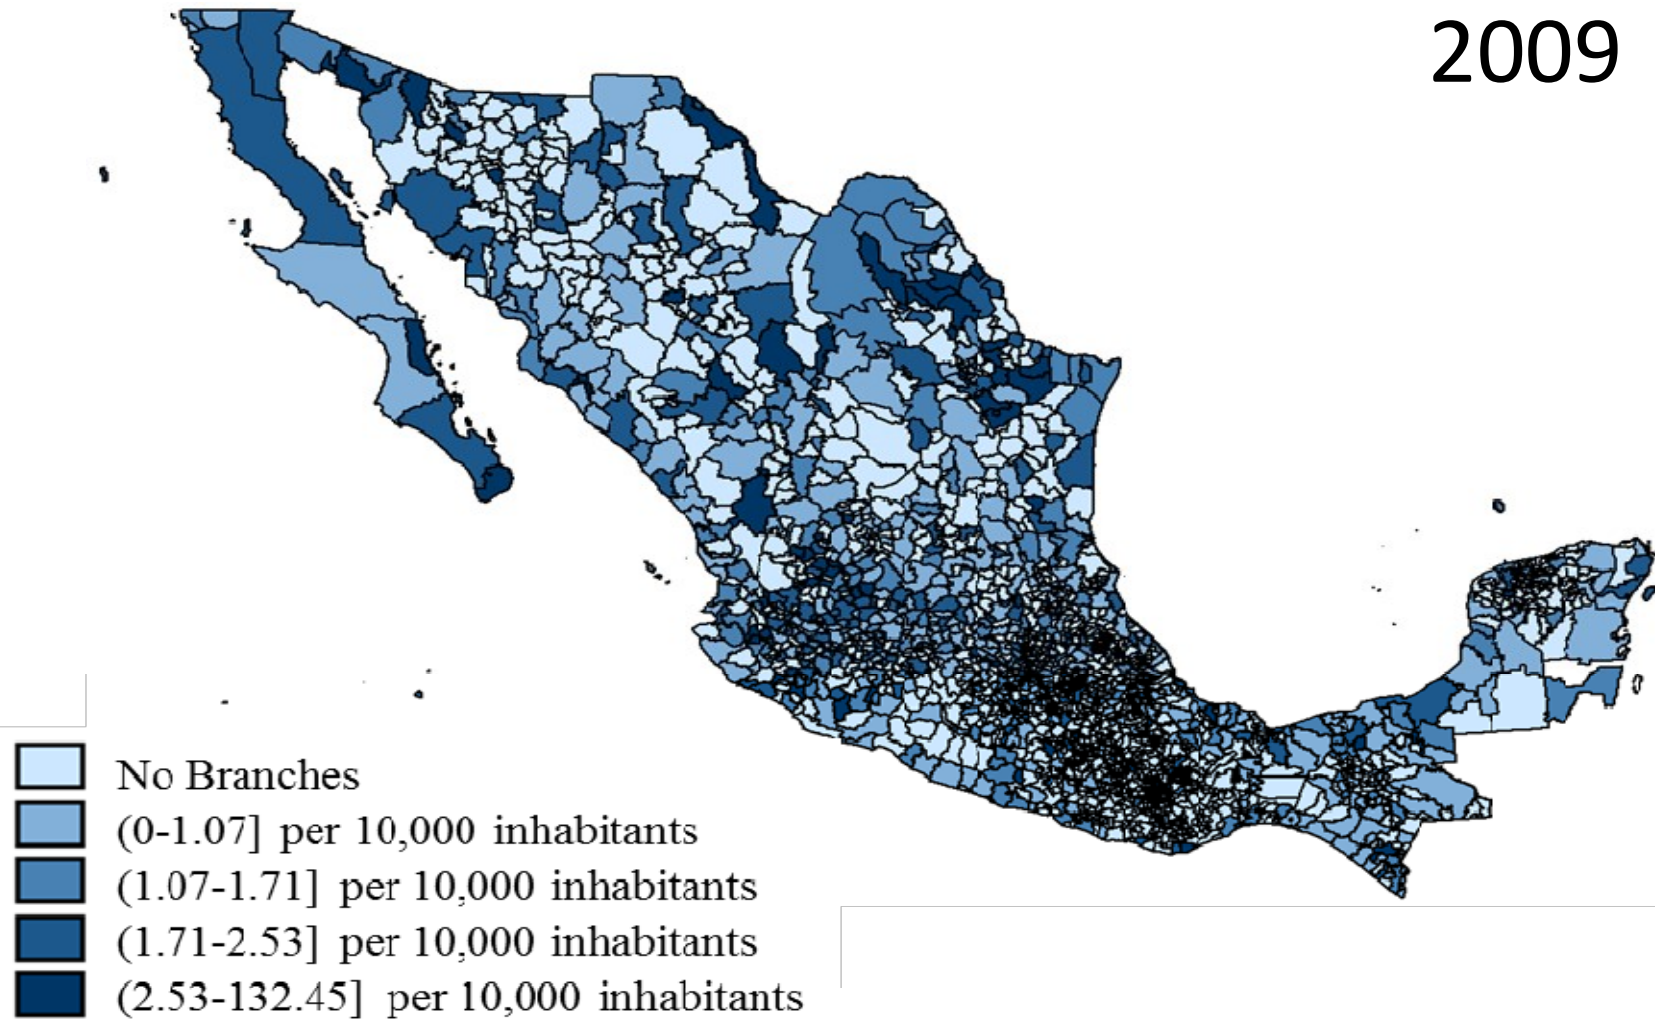 2009
No Branches
(0-1.07] per 10,000 inhabitants
(1.07-1.71] per 10,000 inhabitants
(1.71-2.53] per 10,000 inhabitants
(2.53-132.45] per 10,000 inhabitants